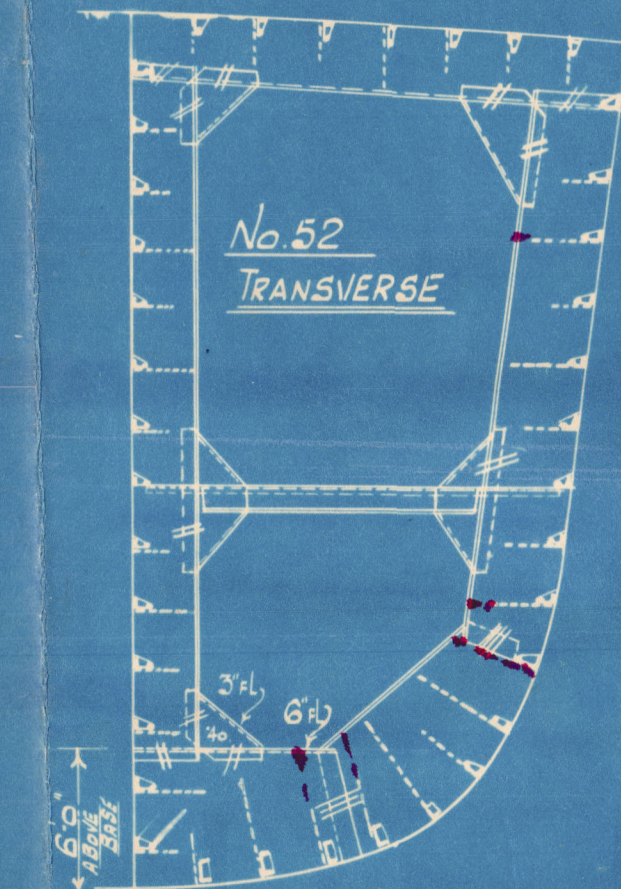 No. 52
TRANSVERSE
3" FL
.40
6" FL
6'0"
ABOVE
BASE